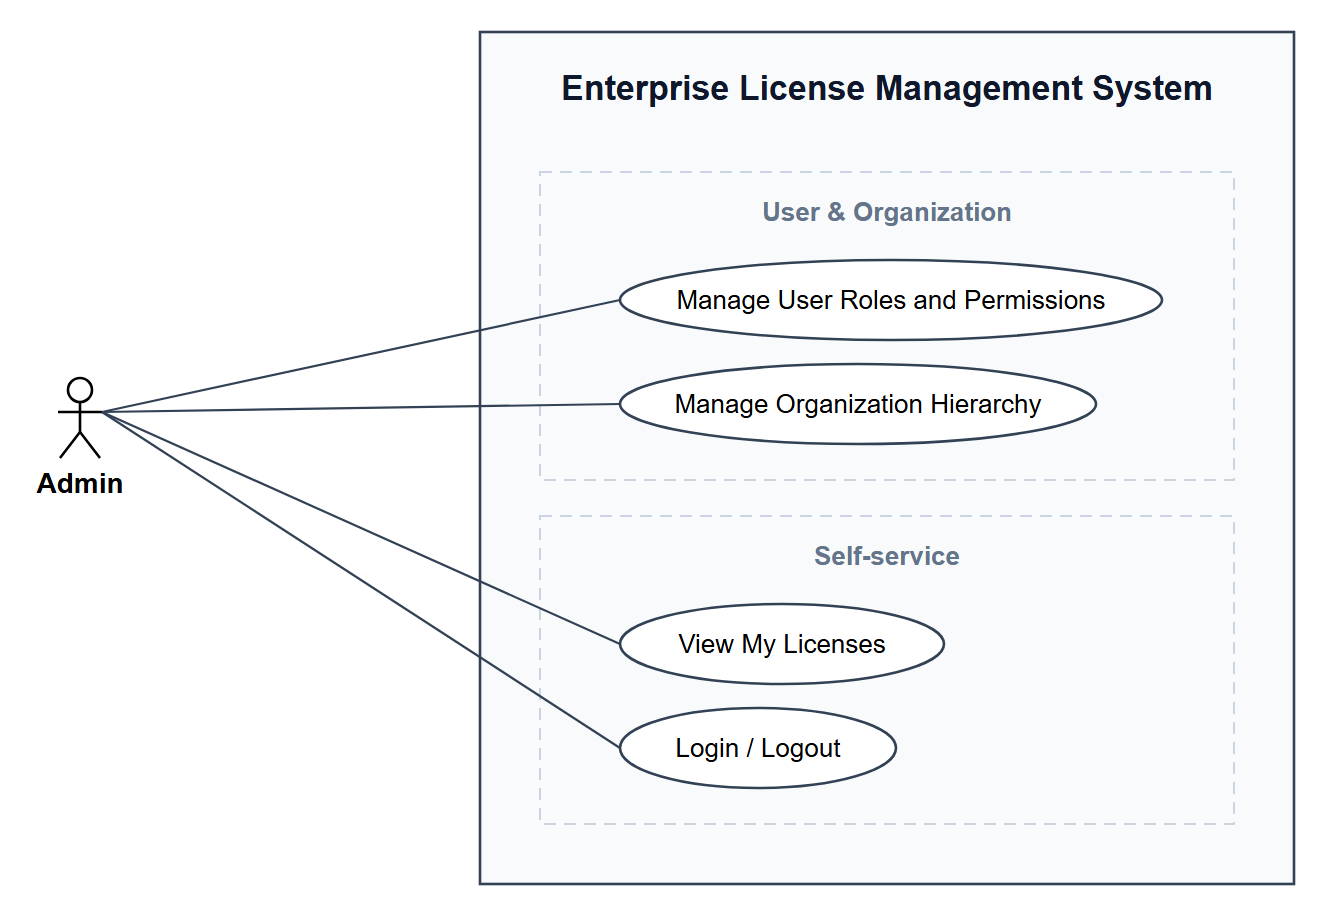 Enterprise License Management System
User & Organization
Manage User Roles and Permissions
Manage Organization Hierarchy
Admin
Self-service
View My Licenses
Login / Logout